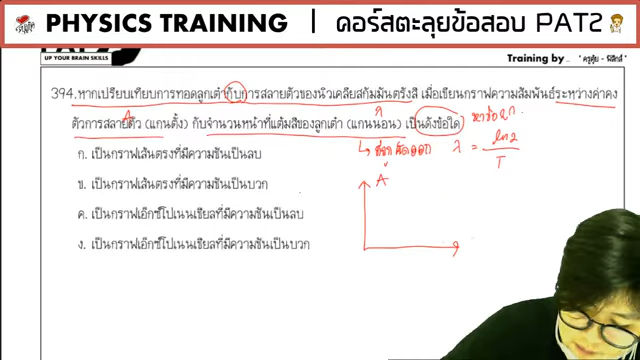 PHYSICS TRAINING | คอร์สตะลุยข้อสอบ PAT2
UP YOUR BRAIN SKILLS
Training by
394. หากเปรียบเทียบการทอดลูกเต๋ากับการสลายตัวของนิวเคลียสกัมมันตรังสี เมื่อเขียนกราฟความสัมพันธ์ระหว่างค่าคง
ตัวการสลายตัว (แกนตั้ง) กับจำนวนหน้าที่แต้มสีของลูกเต๋า (แกนนอน) เป็นดังข้อใด
ก. เป็นกราฟเส้นตรงที่มีความชันเป็นลบ
ข. เป็นกราฟเส้นตรงที่มีความชันเป็นบวก
ค. เป็นกราฟเอ็กซ์โปเนนเชียลที่มีความชันเป็นลบ
ง. เป็นกราฟเอ็กซ์โปเนนเชียลที่มีความชันเป็นบวก
λ = ln2
T
A